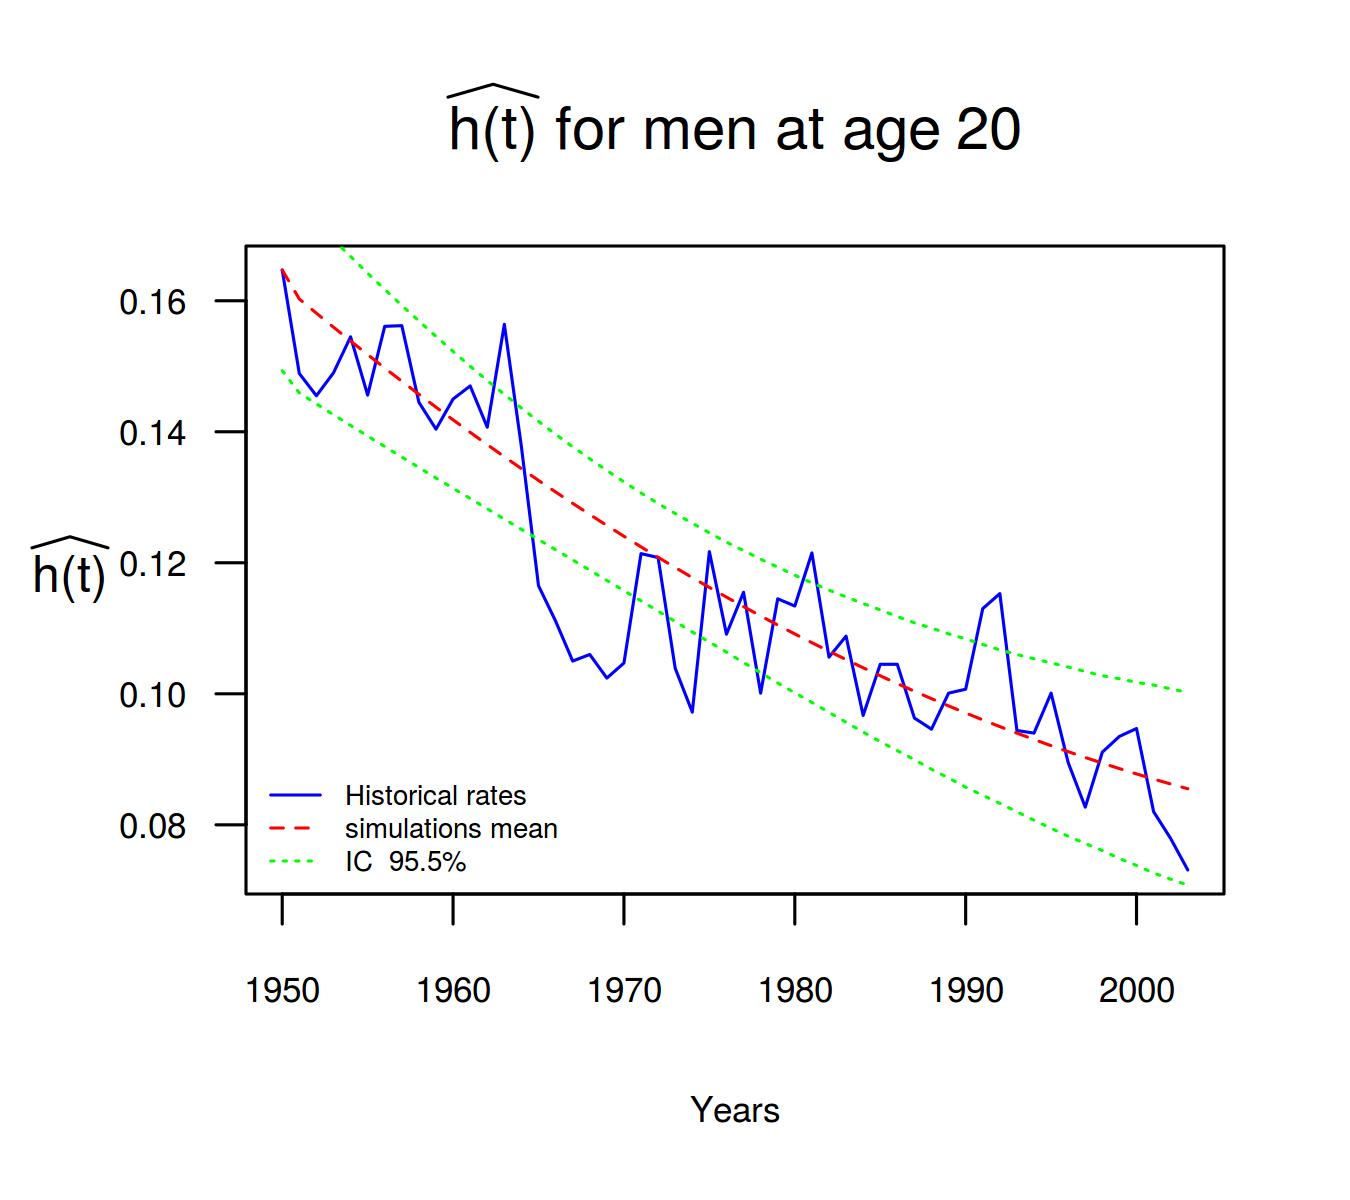 h(t) for men at age 20
0.16
0.14
0.12
0.10
0.08
h(t)
Historical rates
simulations mean
IC 95.5%
1950 1960 1970 1980 1990 2000
Years